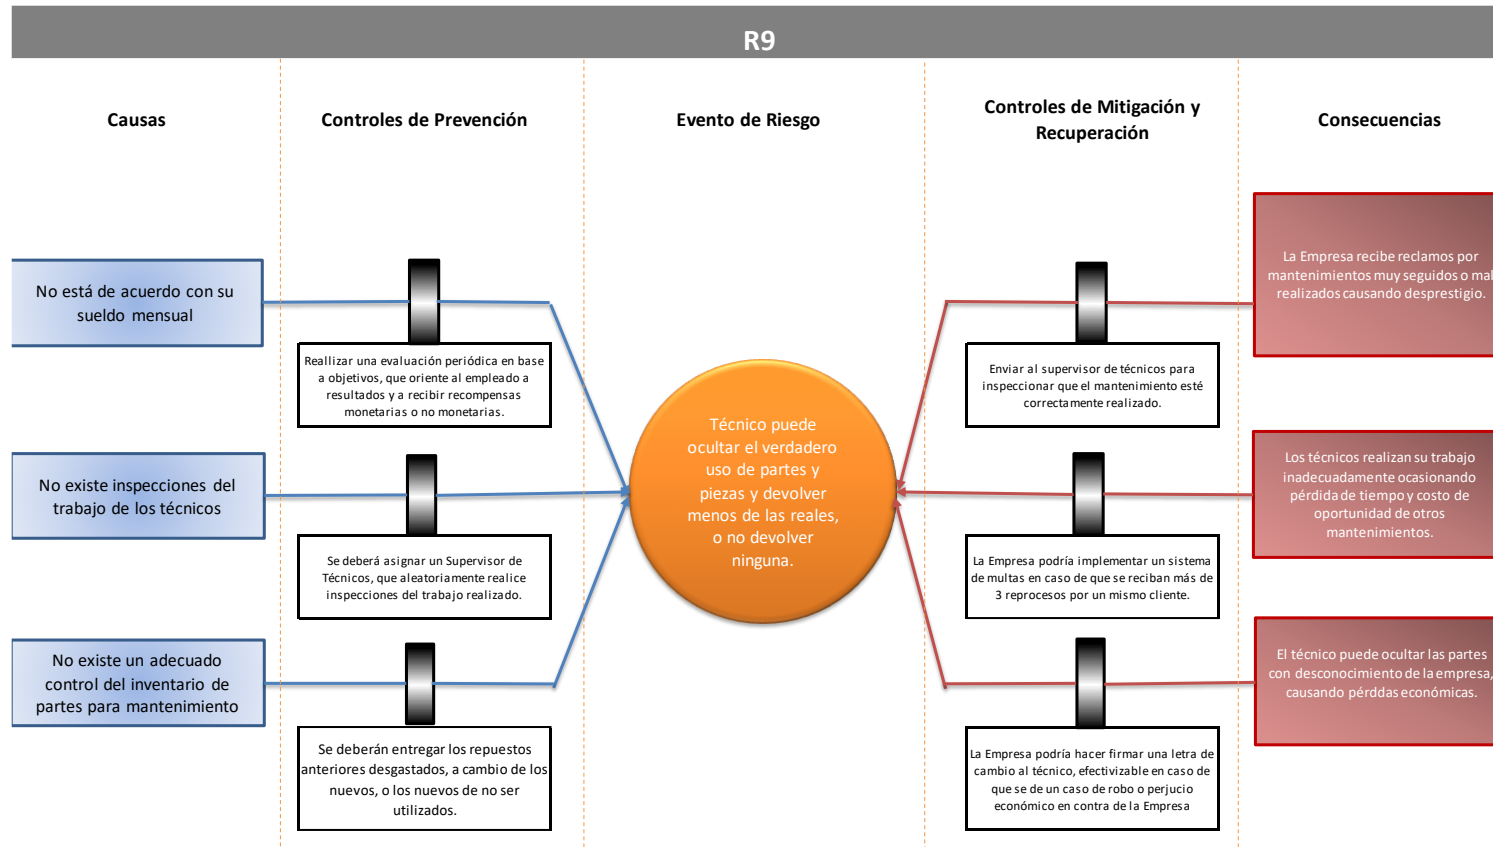 R9
Causas
Controles de Prevención
Evento de Riesgo
Controles de Mitigación y
Recuperación
Consecuencias
No está de acuerdo con su
sueldo mensual
No existe inspecciones del
trabajo de los técnicos
No existe un adecuado
control del inventario de
partes para mantenimiento
Reallizar una evaluación periódica en base
a objetivos, que oriente al empleado a
resultados y a recibir recompensas
monetarias o no monetarias.
Se deberá asignar un Supervisor de
Técnicos, que aleatoriamente realice
inspecciones del trabajo realizado.
Se deberán entregar los repuestos
anteriores desgastados, a cambio de los
nuevos, o los nuevos de no ser
utilizados.
Técnico puede
ocultar el verdadero
uso de partes y
piezas y devolver
menos de las reales,
o no devolver
ninguna.
Enviar al supervisor de técnicos para
inspeccionar que el mantenimiento esté
correctamente realizado.
La Empresa podría implementar un sistema
de multas en caso de que se reciban más de
3 reprocesos por un mismo cliente.
La Empresa podría hacer firmar una letra de
cambio al técnico, efectivizable en caso de
que se de un caso de robo o perjucio
económico en contra de la Empresa
La Empresa recibe reclamos por
mantenimientos muy seguidos o mal
realizados causando desprestigio.
Los técnicos realizan su trabajo
inadecuadamente ocasionando
pérdida de tiempo y costo de
oportunidad de otros
mantenimientos.
El técnico puede ocultar las partes
con desconocimiento de la empresa,
causando pérddas económicas.